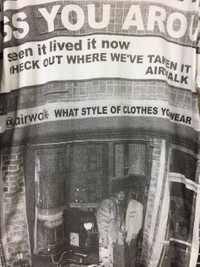 SS YOU AROU
seen it lived it now
CHECK OUT WHERE WE'VE TAKEN IT
AIRWALK
@airwalk WHAT STYLE OF CLOTHES YOU WEAR